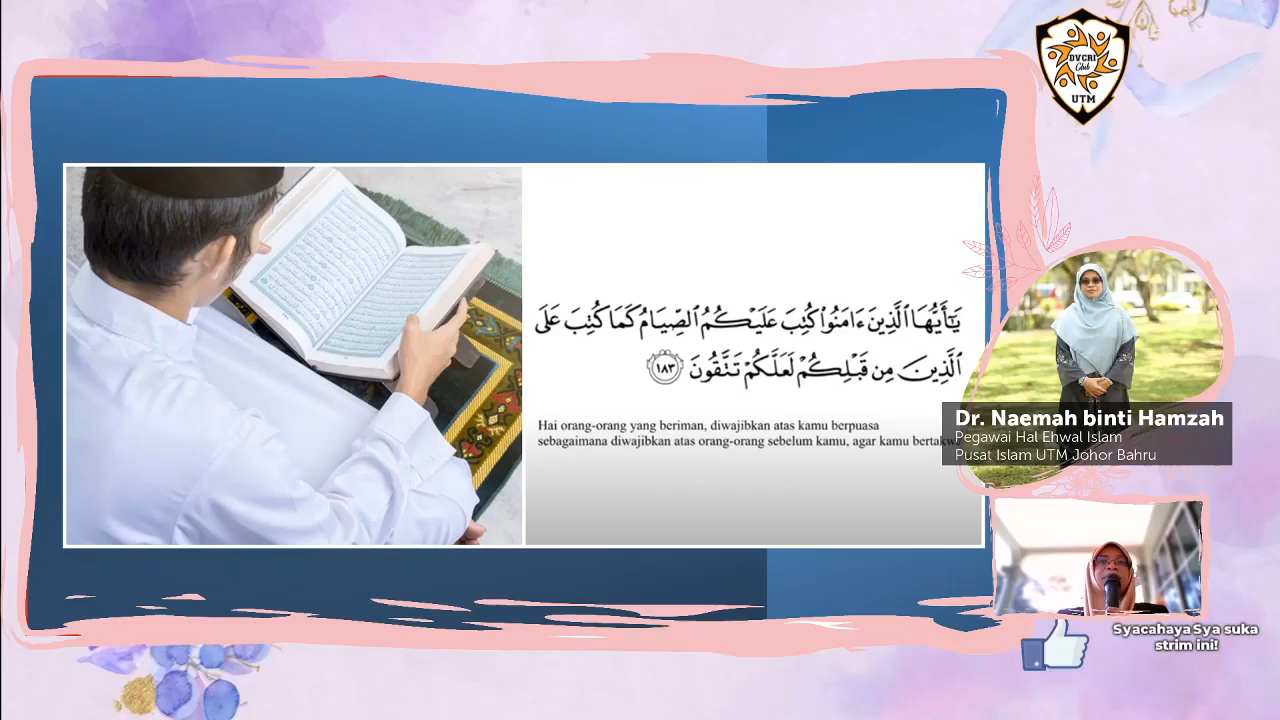 DVCRI
Club
UTM
يَٰٓأَيُّهَا ٱلَّذِينَ ءَامَنُوا۟ كُتِبَ عَلَيْكُمُ ٱلصِّيَامُ كَمَا كُتِبَ عَلَى
ٱلَّذِينَ مِن قَبْلِكُمْ لَعَلَّكُمْ تَتَّقُونَ ١٨٣
Hai orang-orang yang beriman, diwajibkan atas kamu berpuasa
sebagaimana diwajibkan atas orang-orang sebelum kamu, agar kamu
Dr. Naemah binti Hamzah
Pegawai Hal Ehwal Islam
Pusat Islam UTM Johor Bahru
Syacahaya Sya suka
strim ini!